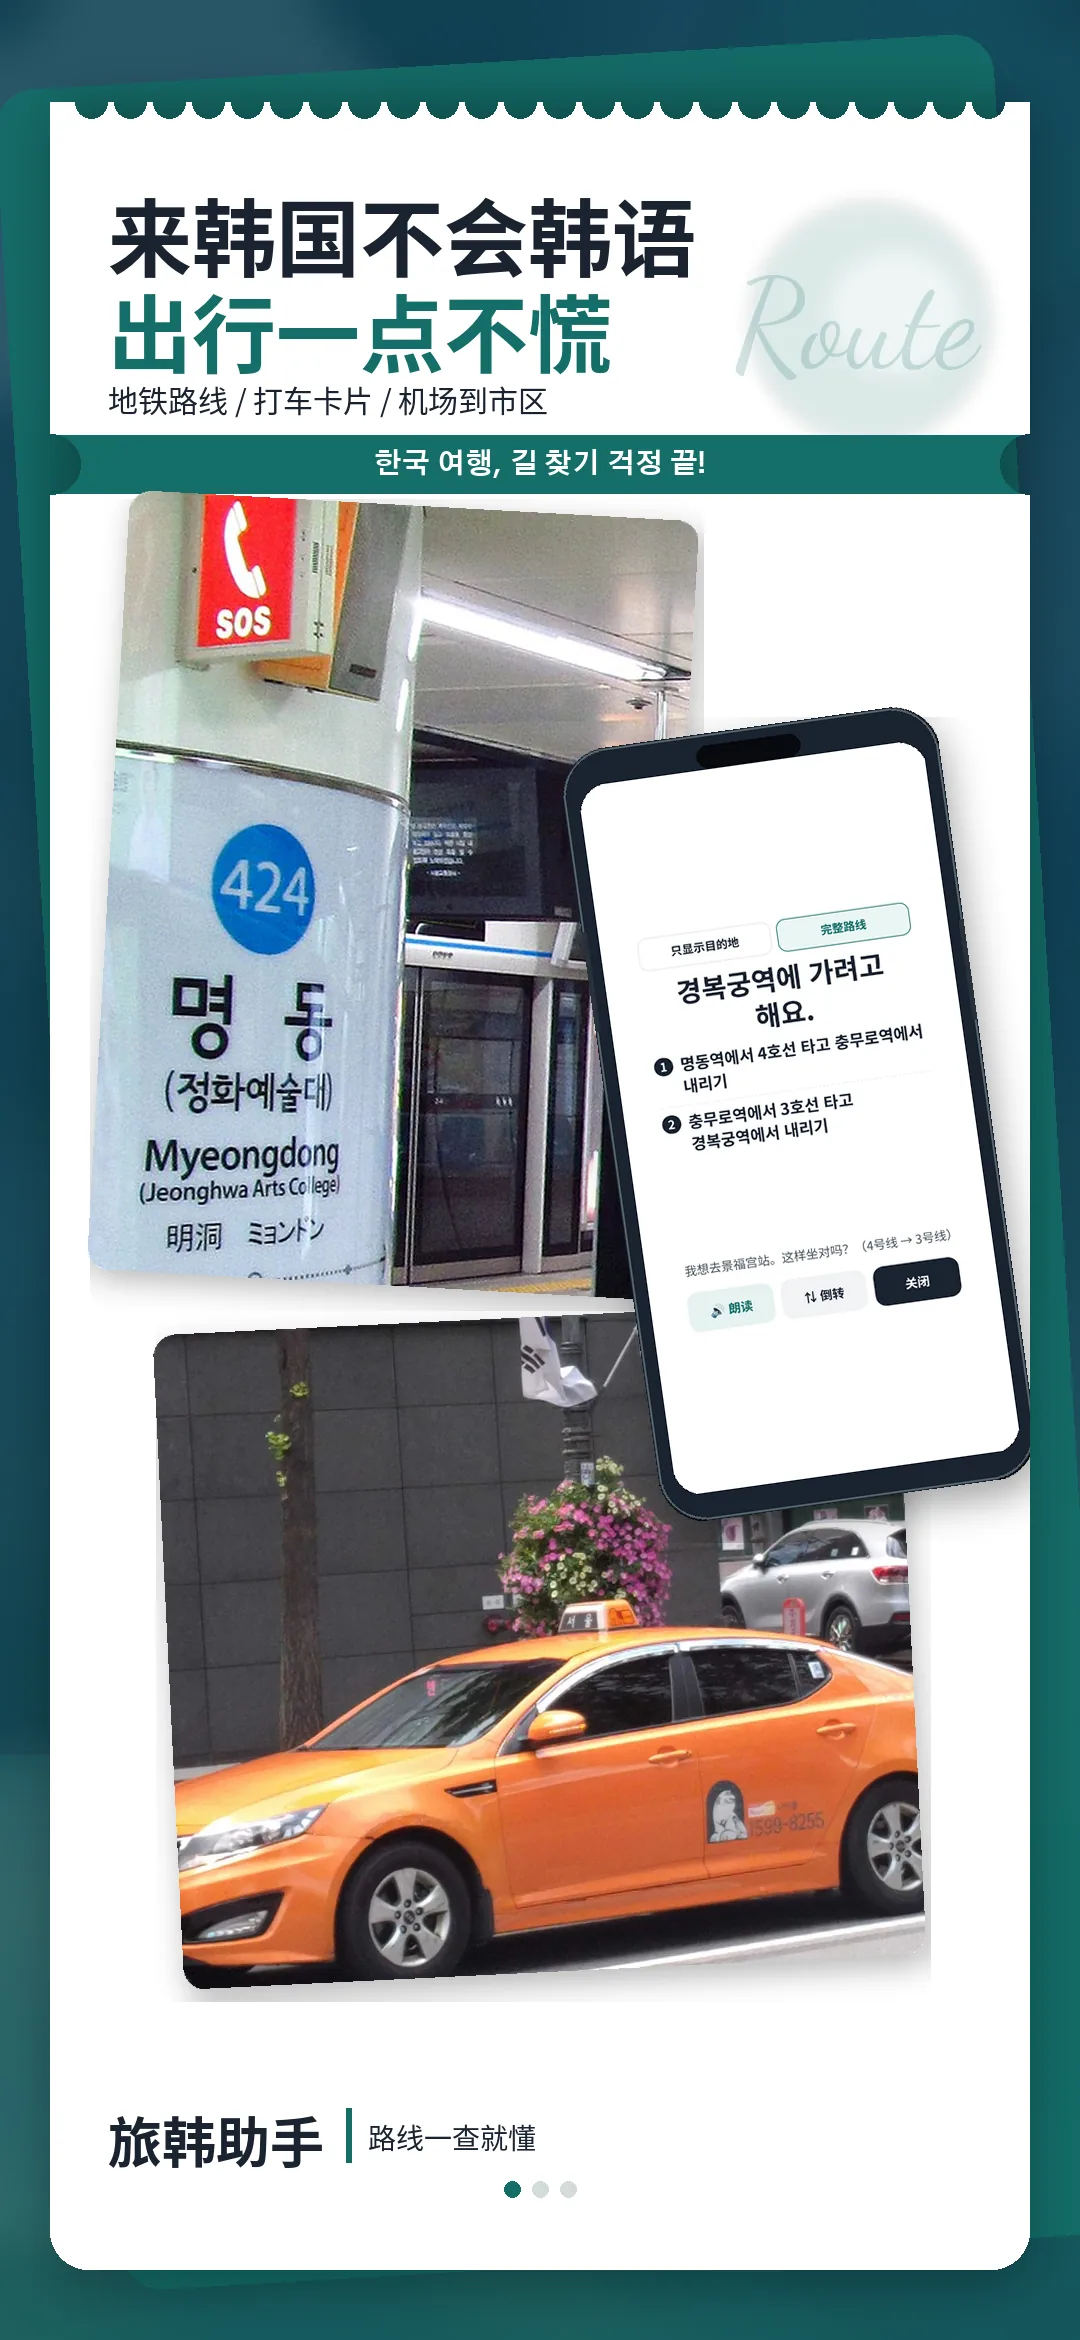 来韩国不会韩语
出行一点不慌
地铁路线 / 打车卡片 / 机场到市区
Route
한국 여행, 길 찾기 걱정 끝!
SOS
424
명 동
(정화예술대)
Myeongdong
(Jeonghwa Arts College)
明洞 ミョンドン
只显示目的地
完整路线
경복궁역에 가려고
해요.
1 명동역에서 4호선 타고 충무로역에서
내리기
2 충무로역에서 3호선 타고
경복궁역에서 내리기
我想去景福宫站。这样坐对吗？（4号线 → 3号线）
朗读
倒转
关闭
서울
1599-8255
旅韩助手
路线一查就懂